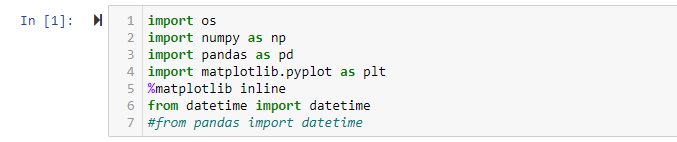 In [1]:
1 import os
2 import numpy as np
3 import pandas as pd
4 import matplotlib.pyplot as plt
5 %matplotlib inline
6 from datetime import datetime
7 #from pandas import datetime